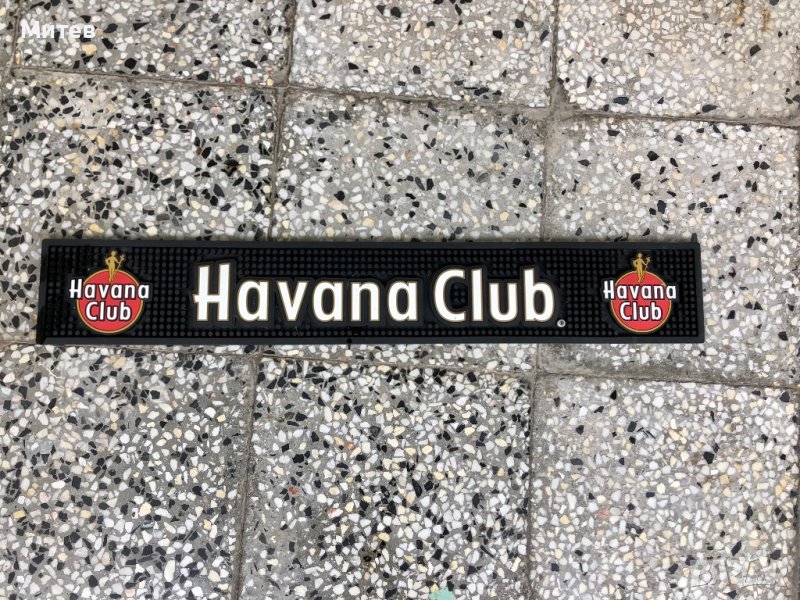 Митев
Havana Club
Havana Club ®
Havana Club